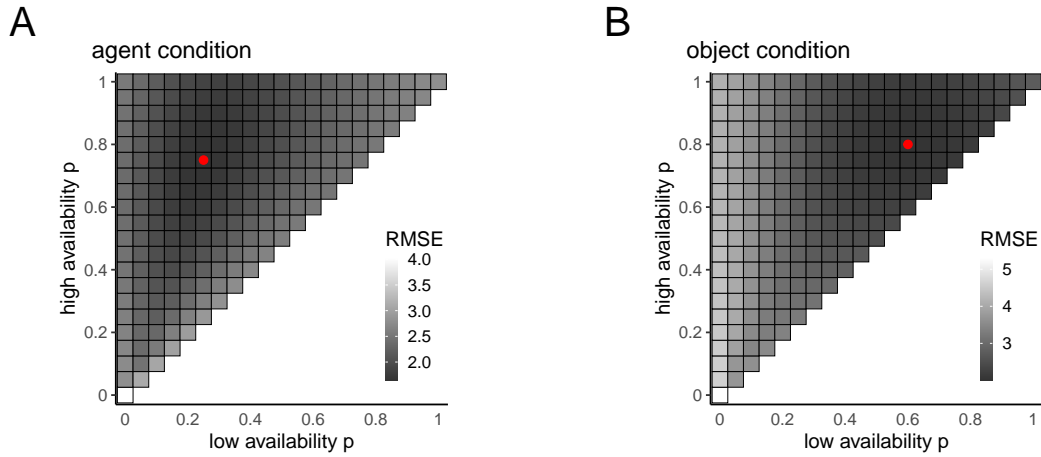 A
agent condition
high availability p
1
0.8
0.6
0.4
0.2
0
0 0.2 0.4 0.6 0.8 1
low availability p
RMSE
4.0
3.0
2.5
2.0
B
object condition
high availability p
1
0.8
0.6
0.4
0.2
0
0 0.2 0.4 0.6 0.8 1
low availability p
RMSE
5
4
3